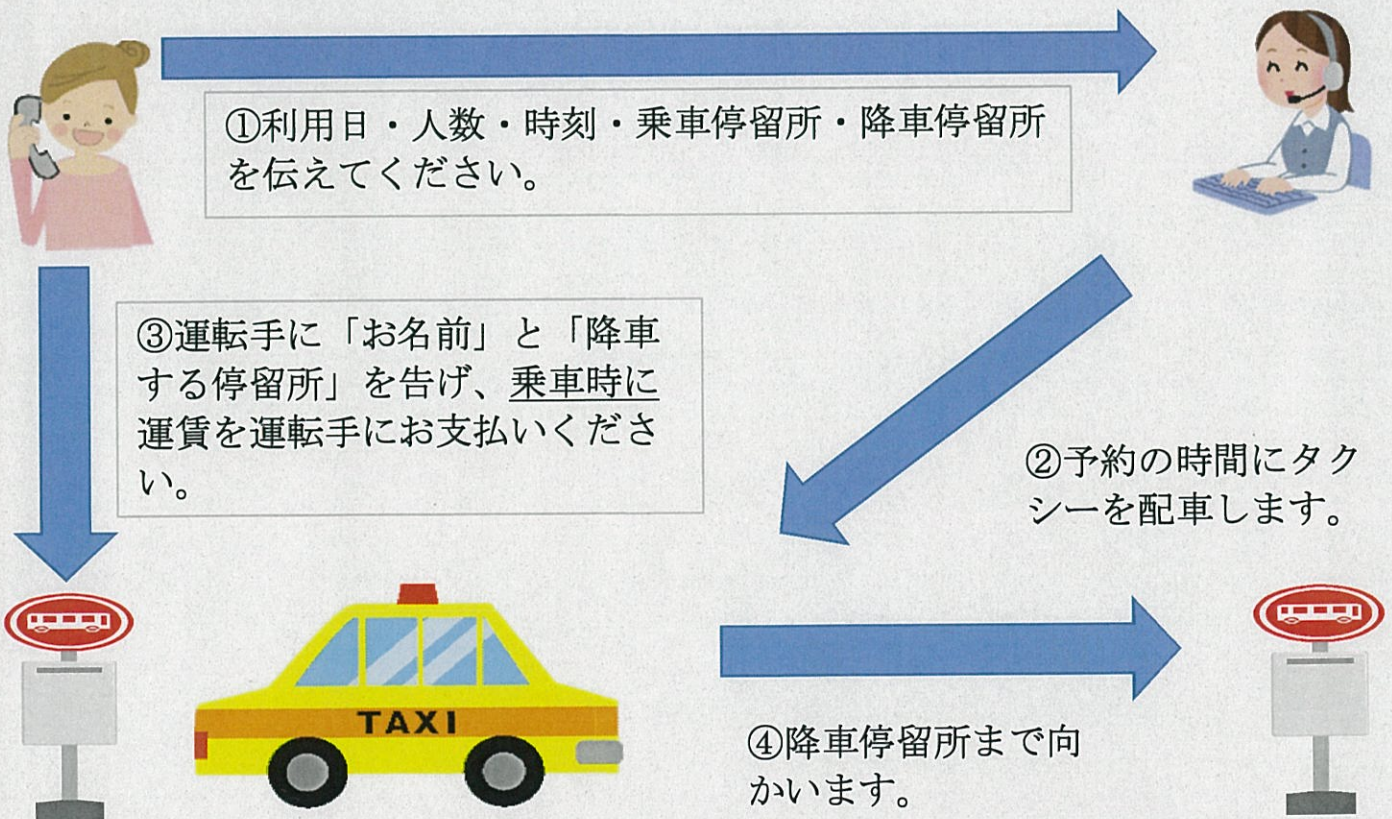 ①利用日・人数・時刻・乗車停留所・降車停留所
を伝えてください。
③運転手に「お名前」と「降車
する停留所」を告げ、乗車時に
運賃を運転手にお支払いくださ
い。
②予約の時間にタク
シーを配車します。
TAXI
④降車停留所まで向
かいます。